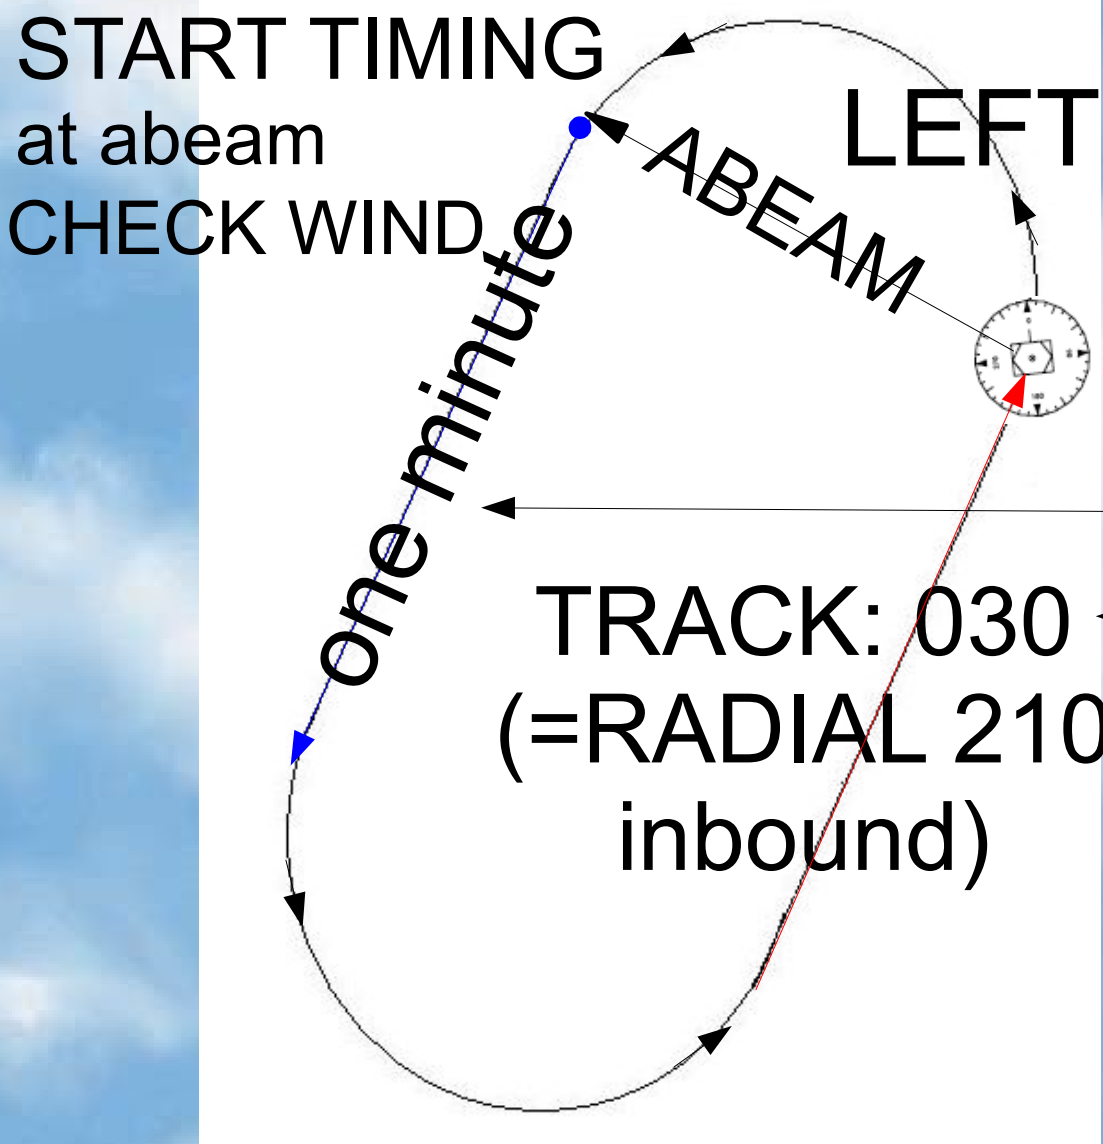 START TIMING
at abeam
CHECK WIND
LEFT
ABEAM
one minute
TRACK: 030
(=RADIAL 210
inbound)